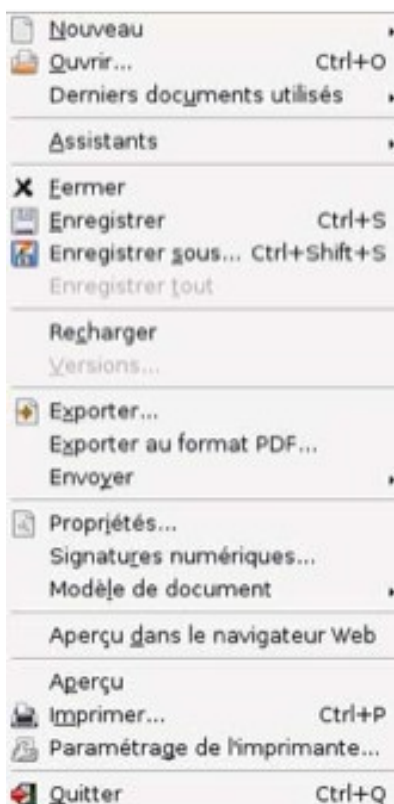 Nouveau
Ouvrir... Ctrl+O
Derniers documents utilisés
Assistants
Fermer
Enregistrer Ctrl+S
Enregistrer sous... Ctrl+Shift+S
Enregistrer tout
Recharger
Versions...
Exporter...
Exporter au format PDF...
Envoyer
Propriétés...
Signatures numériques...
Modèle de document
Aperçu dans le navigateur Web
Aperçu
Imprimer... Ctrl+P
Paramétrage de l'imprimante...
Quitter Ctrl+Q